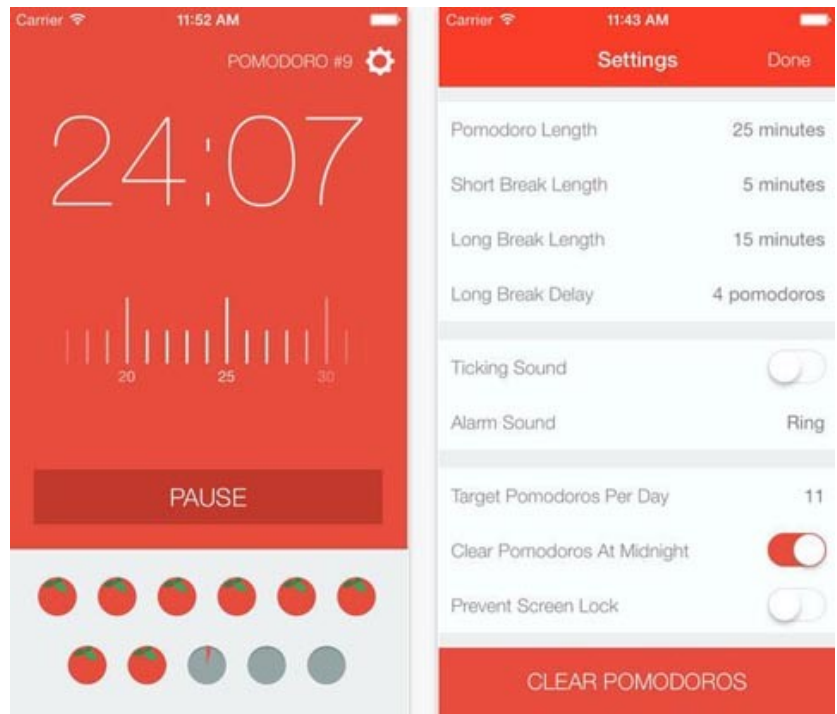 Carrier 11:52 AM
POMODORO #9
24:07
20 25 30
PAUSE
Carrier 11:43 AM
Settings Done
Pomodoro Length 25 minutes
Short Break Length 5 minutes
Long Break Length 15 minutes
Long Break Delay 4 pomodoros
Ticking Sound
Alarm Sound Ring
Target Pomodoros Per Day 11
Clear Pomodoros At Midnight
Prevent Screen Lock
CLEAR POMODOROS